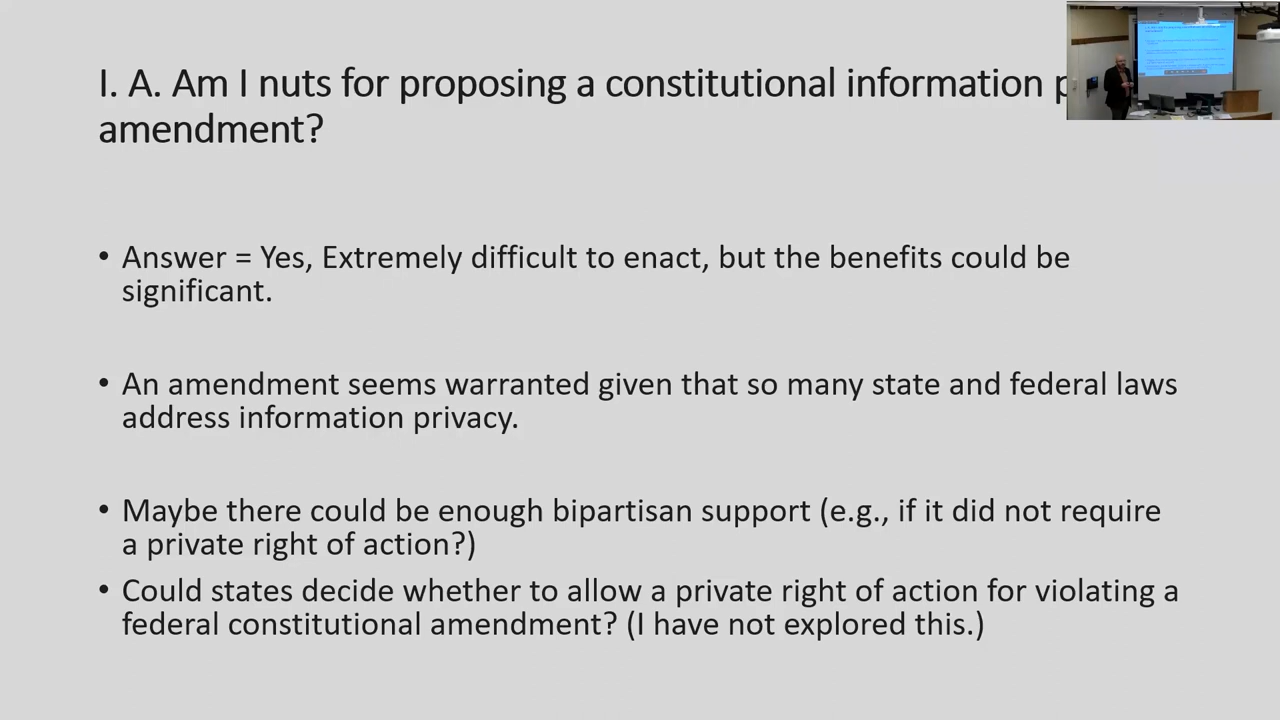 I. A. Am I nuts for proposing a constitutional information
amendment?
• Answer = Yes, Extremely difficult to enact, but the benefits could be
significant.
• An amendment seems warranted given that so many state and federal laws
address information privacy.
• Maybe there could be enough bipartisan support (e.g., if it did not require
a private right of action?)
• Could states decide whether to allow a private right of action for violating a
federal constitutional amendment? (I have not explored this.)